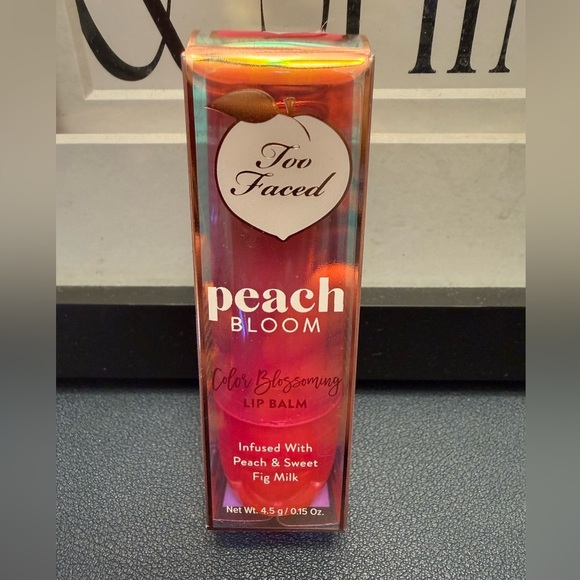 Too
Faced
peach
BLOOM
Color Blossoming
LIP BALM
Infused With
Peach & Sweet
Fig Milk
Net Wt. 4.5 g / 0.15 Oz.